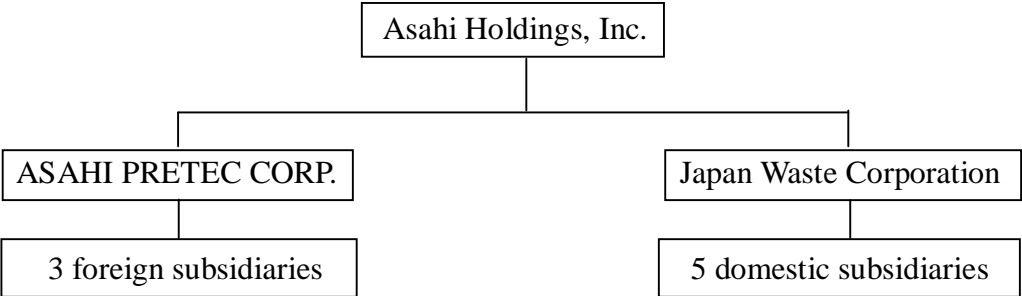 Asahi Holdings, Inc.
ASAHI PRETEC CORP.
Japan Waste Corporation
3 foreign subsidiaries
5 domestic subsidiaries